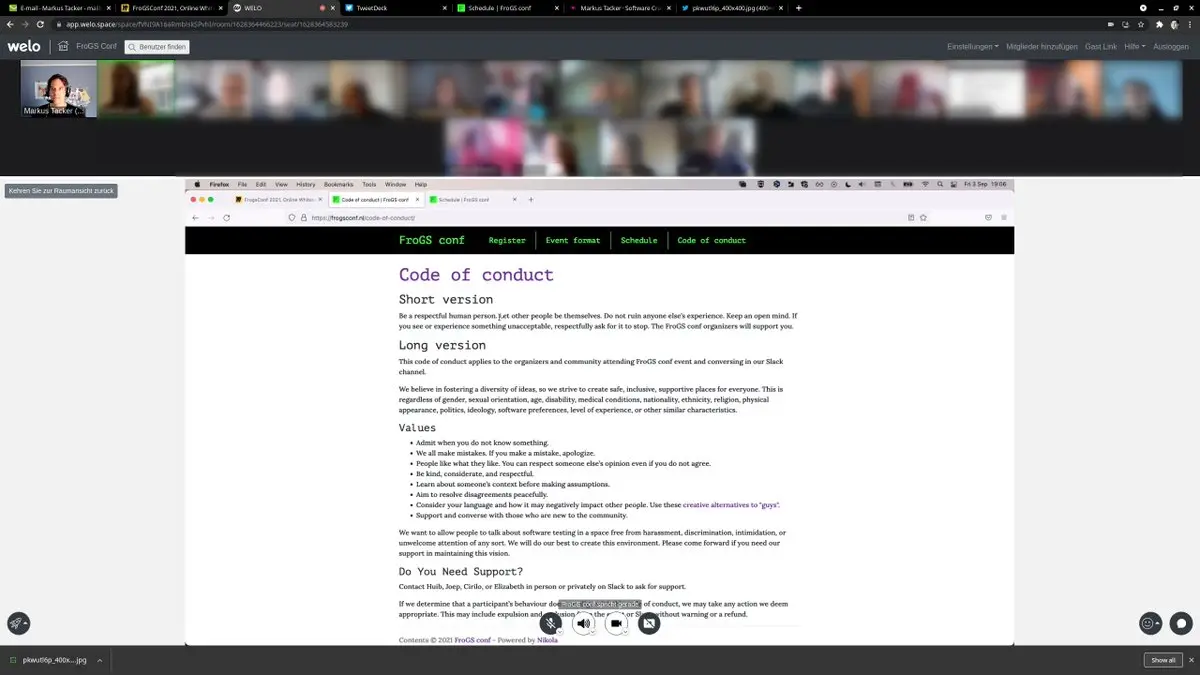 E-mail - Markus Tacker - mail
FroGSConf 2021, Online Whit
WELO
TweetDeck
Schedule | FroGS conf
Markus Tacker · Software Cra
pkwutl6p_400x400.jpg (400×
welo
FroGS Conf
Benutzer finden
Einstellungen
Mitglieder hinzufügen
Gast Link
Hilfe
Ausloggen
Markus Tacker (...
Kehren Sie zur Raumansicht zurück
Firefox File Edit View History Bookmarks Tools Window Help
Fri 3 Sep 19:06
FrogsConf 2021, Online Whiteb
Code of conduct | FroGS conf
Schedule | FroGS conf
https://frogsconf.nl/code-of-conduct/
FroGS conf
Register
Event format
Schedule
Code of conduct
Code of conduct
Short version
Be a respectful human person. Let other people be themselves. Do not ruin anyone else's experience. Keep an open mind. If
you see or experience something unacceptable, respectfully ask for it to stop. The FroGS conf organizers will support you.
Long version
This code of conduct applies to the organizers and community attending FroGS conf event and conversing in our Slack
channel.
We believe in fostering a diversity of ideas, so we strive to create safe, inclusive, supportive places for everyone. This is
regardless of gender, sexual orientation, age, disability, medical conditions, nationality, ethnicity, religion, physical
appearance, politics, ideology, software preferences, level of experience, or other similar characteristics.
Values
• Admit when you do not know something.
• We all make mistakes. If you make a mistake, apologize.
• People like what they like. You can respect someone else's opinion even if you do not agree.
• Be kind, considerate, and respectful.
• Learn about someone's context before making assumptions.
• Aim to resolve disagreements peacefully.
• Consider your language and how it may negatively impact other people. Use these creative alternatives to "guys".
• Support and converse with those who are new to the community.
We want to allow people to talk about software testing in a space free from harassment, discrimination, intimidation, or
unwelcome attention of any sort. We will do our best to create this environment. Please come forward if you need our
support in maintaining this vision.
Do You Need Support?
Contact Huib, Joep, Cirilo, or Elizabeth in person or privately on Slack to ask for support.
FroGS conf spricht gerade
If we determine that a participant's behaviour of conduct, we may take any action we deem
appropriate. This may include expulsion without warning or a refund.
Contents © 2021 FroGS conf - Powered by Nikola
pkwutl6p_400x....jpg
Show all